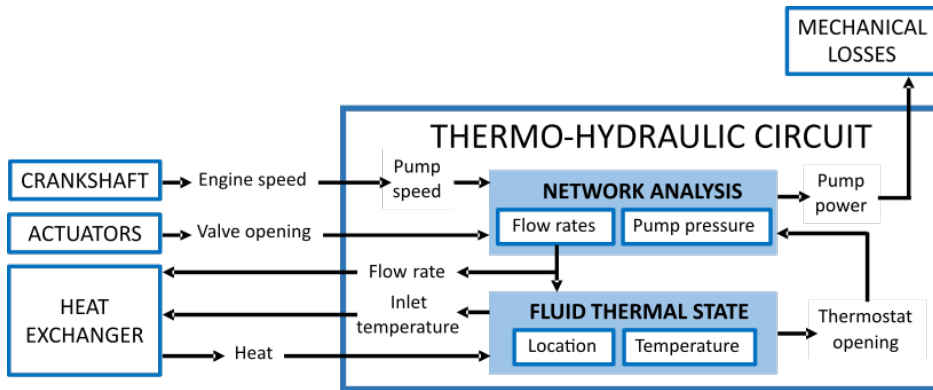 MECHANICAL
LOSSES
THERMO-HYDRAULIC CIRCUIT
CRANKSHAFT
Engine speed
Pump
speed
NETWORK ANALYSIS
Flow rates
Pump pressure
Pump
power
ACTUATORS
Valve opening
HEAT
EXCHANGER
Flow rate
Inlet
temperature
Heat
FLUID THERMAL STATE
Location
Temperature
Thermostat
opening